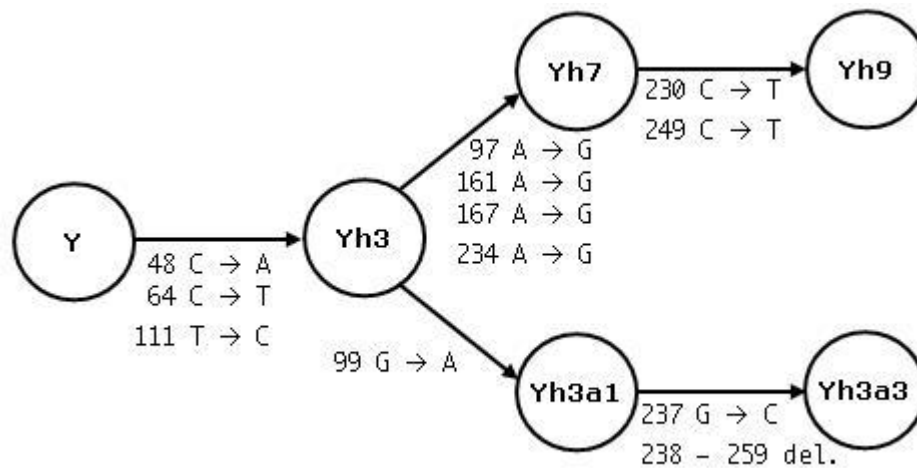 Yh7
Yh9
230 C → T
249 C → T
97 A → G
161 A → G
167 A → G
234 A → G
Y
Yh3
48 C → A
64 C → T
111 T → C
99 G → A
Yh3a1
Yh3a3
237 G → C
238 – 259 del.